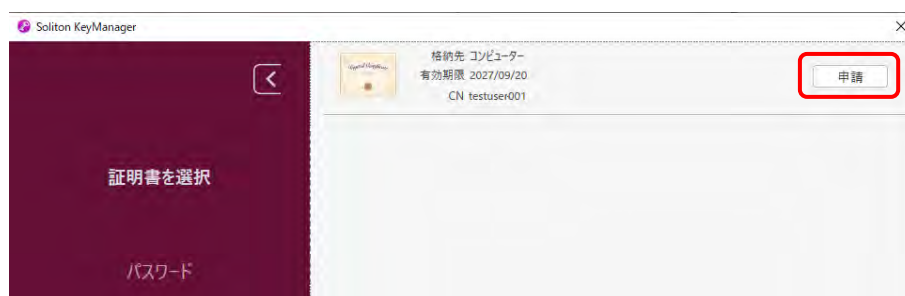 Soliton KeyManager
格納先 コンピューター
有効期限 2027/09/20
CN testuser001
申請
証明書を選択
パスワード